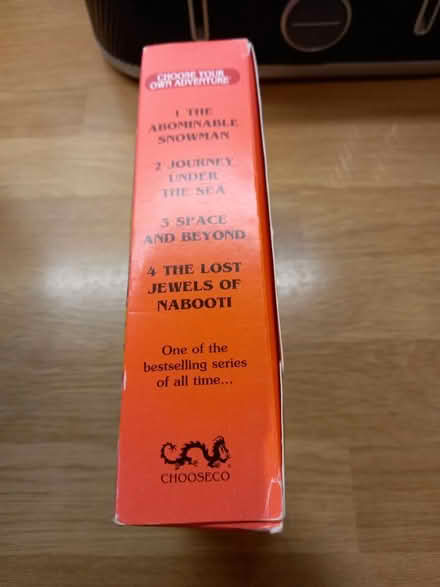 CHOOSE YOUR
OWN ADVENTURE
1 THE
ABOMINABLE
SNOWMAN
2 JOURNEY
UNDER
THE SEA
3 SPACE
AND BEYOND
4 THE LOST
JEWELS OF
NABOOTI
One of the
bestselling series
of all time...
CHOOSECO